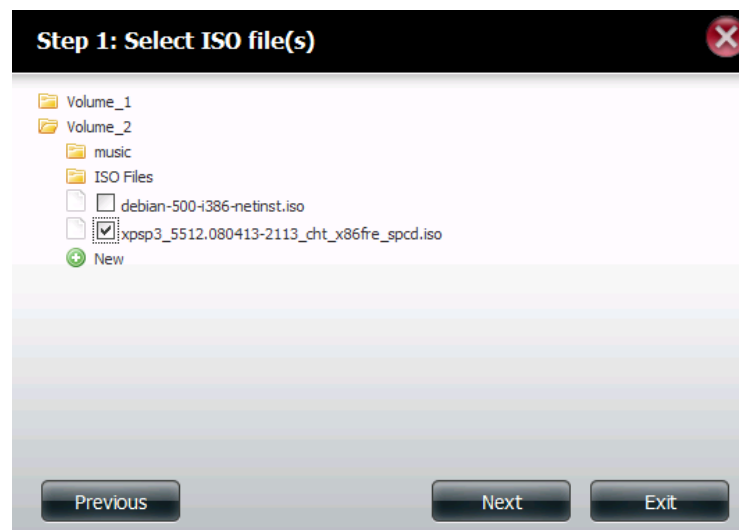 Step 1: Select ISO file(s)
Volume_1
Volume_2
music
ISO Files
debian-500-i386-netinst.iso
xpsp3_5512.080413-2113_cht_x86fre_spcd.iso
New
Previous
Next
Exit